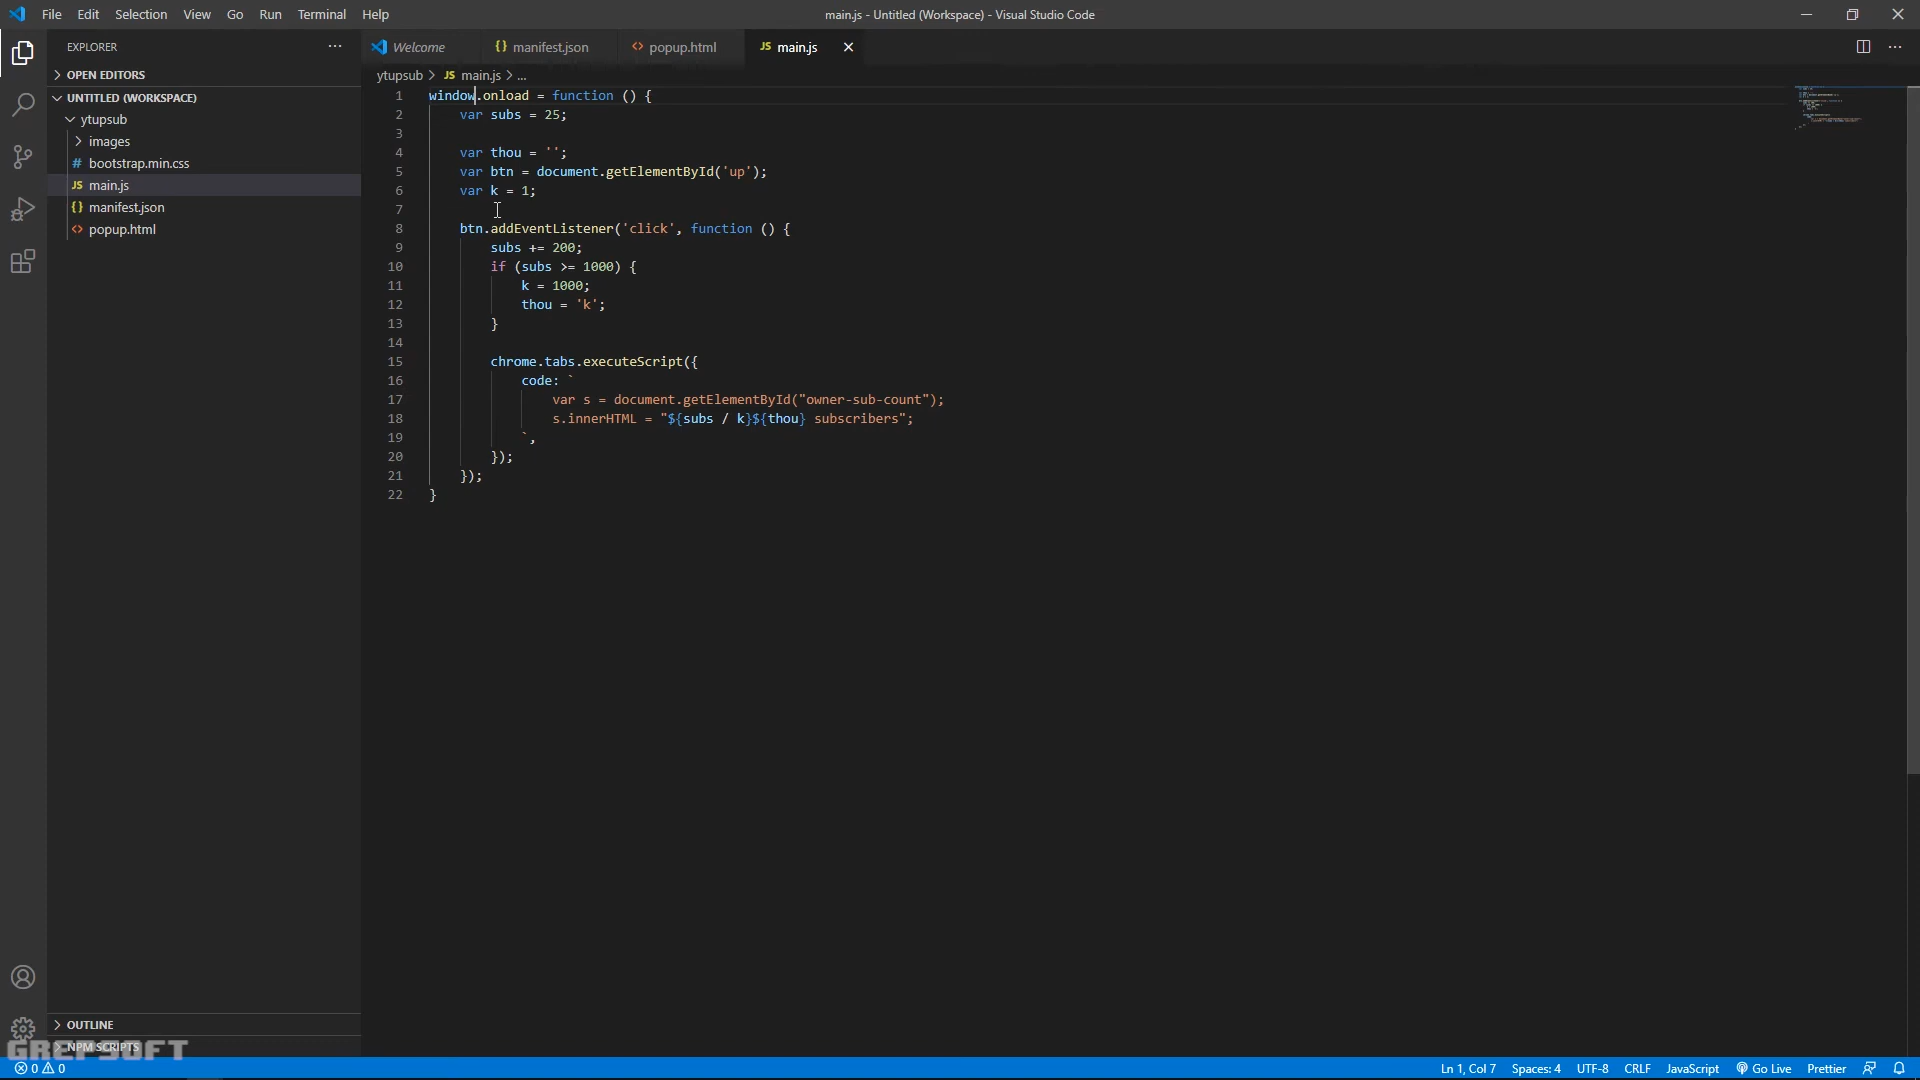 File Edit Selection View Go Run Terminal Help
main.js - Untitled (Workspace) - Visual Studio Code
EXPLORER
OPEN EDITORS
UNTITLED (WORKSPACE)
ytupsub
images
# bootstrap.min.css
JS main.js
{} manifest.json
<> popup.html
OUTLINE
NPM SCRIPTS
GREPSOFT
Welcome
{} manifest.json
<> popup.html
JS main.js
ytupsub > JS main.js > ...
1 window.onload = function () {
2 var subs = 25;
3
4 var thou = '';
5 var btn = document.getElementById('up');
6 var k = 1;
7
8 btn.addEventListener('click', function () {
9 subs += 200;
10 if (subs >= 1000) {
11 k = 1000;
12 thou = 'k';
13 }
14
15 chrome.tabs.executeScript({
16 code: `
17 var s = document.getElementById("owner-sub-count");
18 s.innerHTML = "${subs / k}${thou} subscribers";
19 `,
20 });
21 });
22 }
0 0
Ln 1, Col 7 Spaces: 4 UTF-8 CRLF JavaScript Go Live Prettier